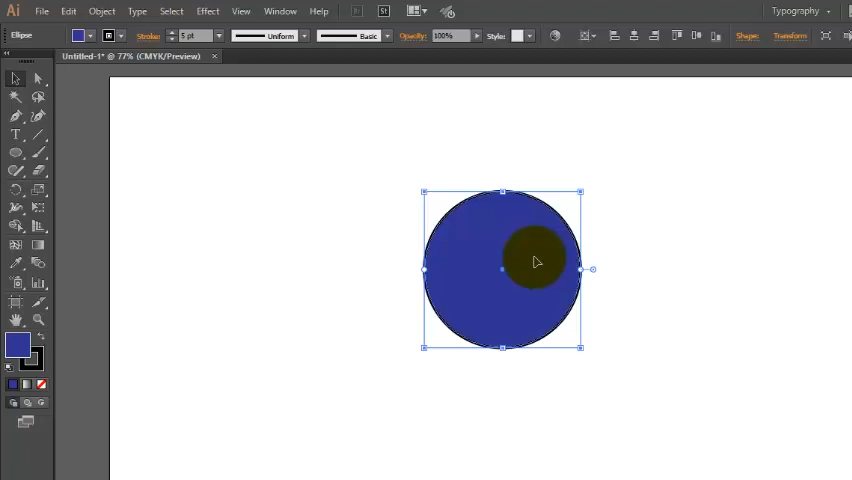 Ai File Edit Object Type Select Effect View Window Help Br St Typography
Ellipse Stroke: 5 pt Uniform Basic Opacity: 100% Style: Shape: Transform
Untitled-1* @ 77% (CMYK/Preview) ×
T